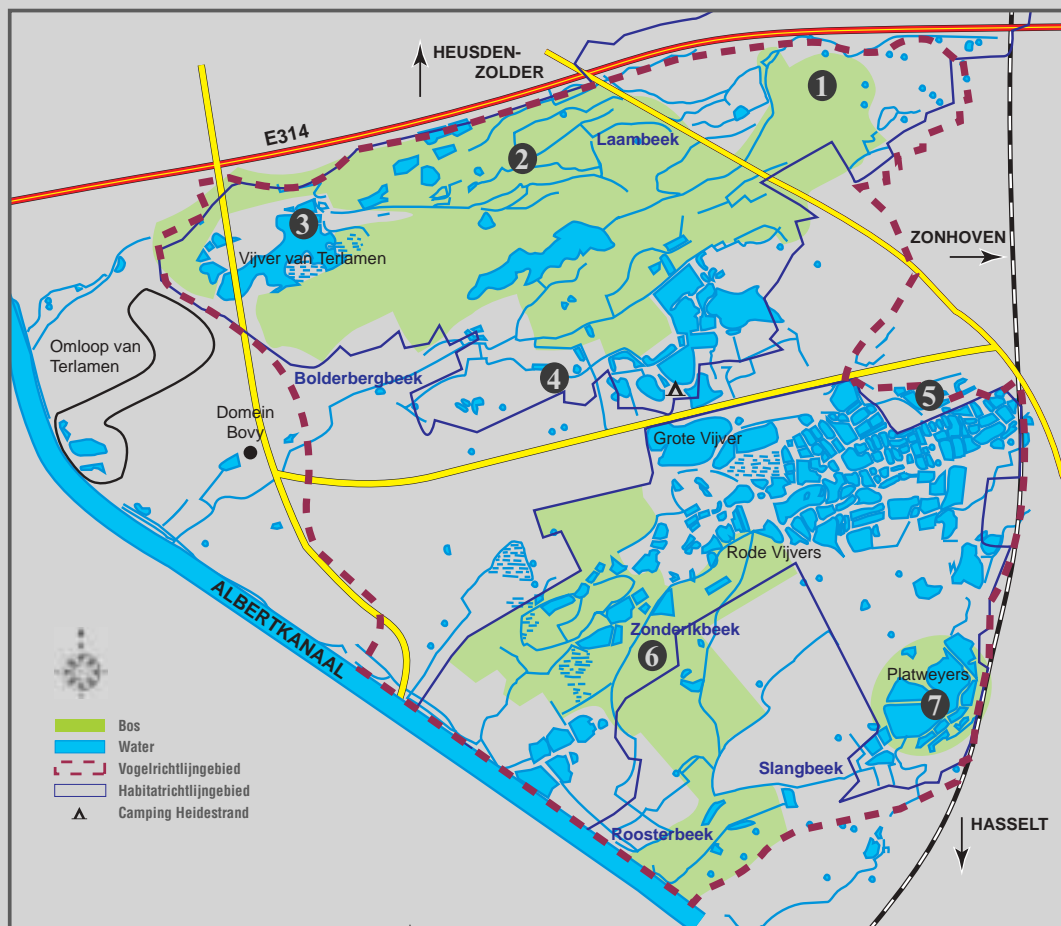 HEUSDEN-
ZOLDER
1
E314
Laambeek
2
3
Vijver van Terlamen
ZONHOVEN
Omloop van
Terlamen
Bolderbergbeek
4
5
Domein
Bovy
Grote Vijver
Rode Vijvers
ALBERTKANAAL
Zonderikbeek
6
Platweyers
7
Slangbeek
Roosterbeek
HASSELT
Bos
Water
Vogelrichtlijngebied
Habitatrichtlijngebied
Camping Heidestrand